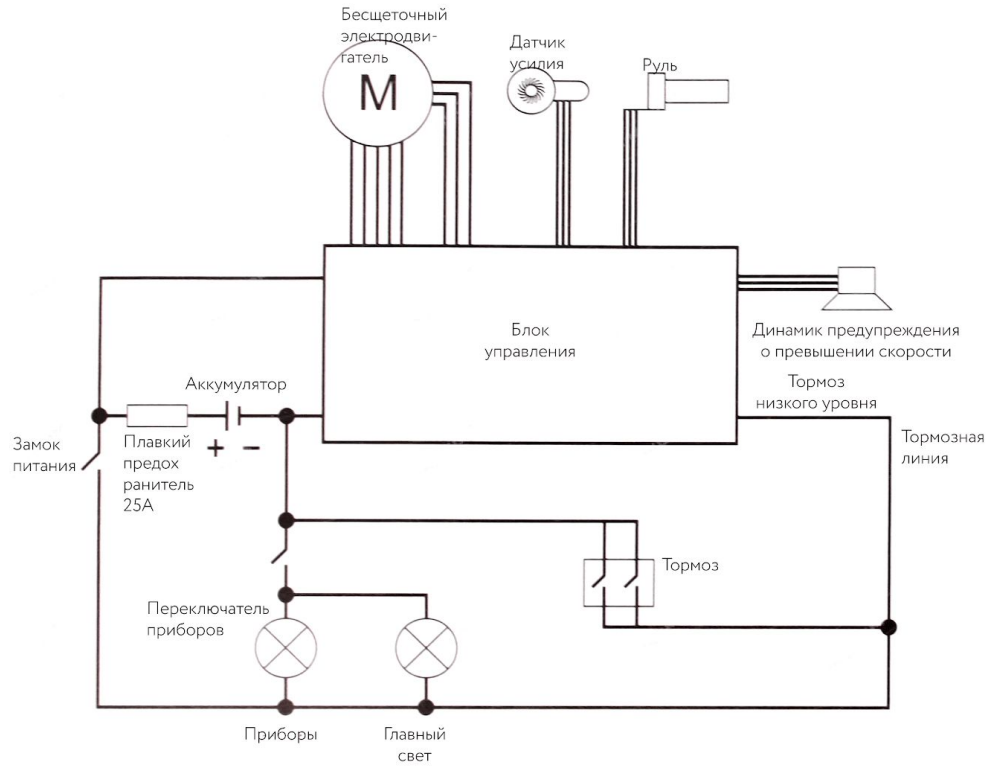 Бесщеточный
электродви-
гатель
М
Датчик
усилия
Руль
Блок
управления
Динамик предупреждения
о превышении скорости
Аккумулятор
Тормоз
низкого уровня
Замок
питания
Плавкий
предох
ранитель
25А
+ −
Тормозная
линия
Тормоз
Переключатель
приборов
Приборы
Главный
свет